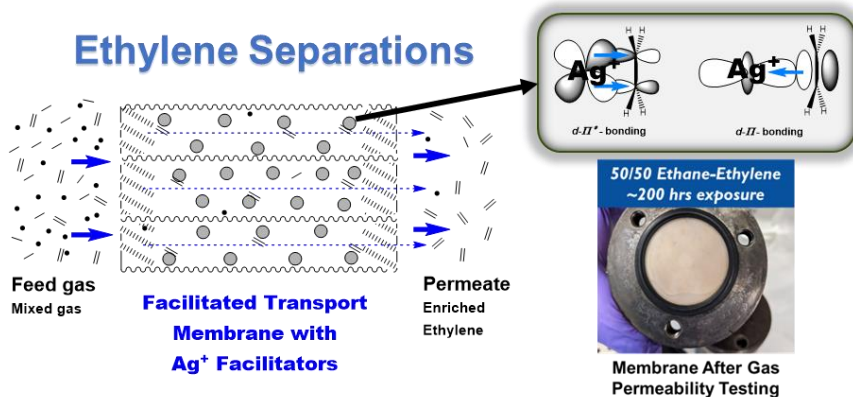 Ethylene Separations
H H
Ag⁺
H H
d-Π*- bonding
H H
Ag⁺
H H
d-Π- bonding
50/50 Ethane-Ethylene
~200 hrs exposure
Feed gas
Mixed gas
Facilitated Transport
Membrane with
Ag⁺ Facilitators
Permeate
Enriched
Ethylene
Membrane After Gas
Permeability Testing